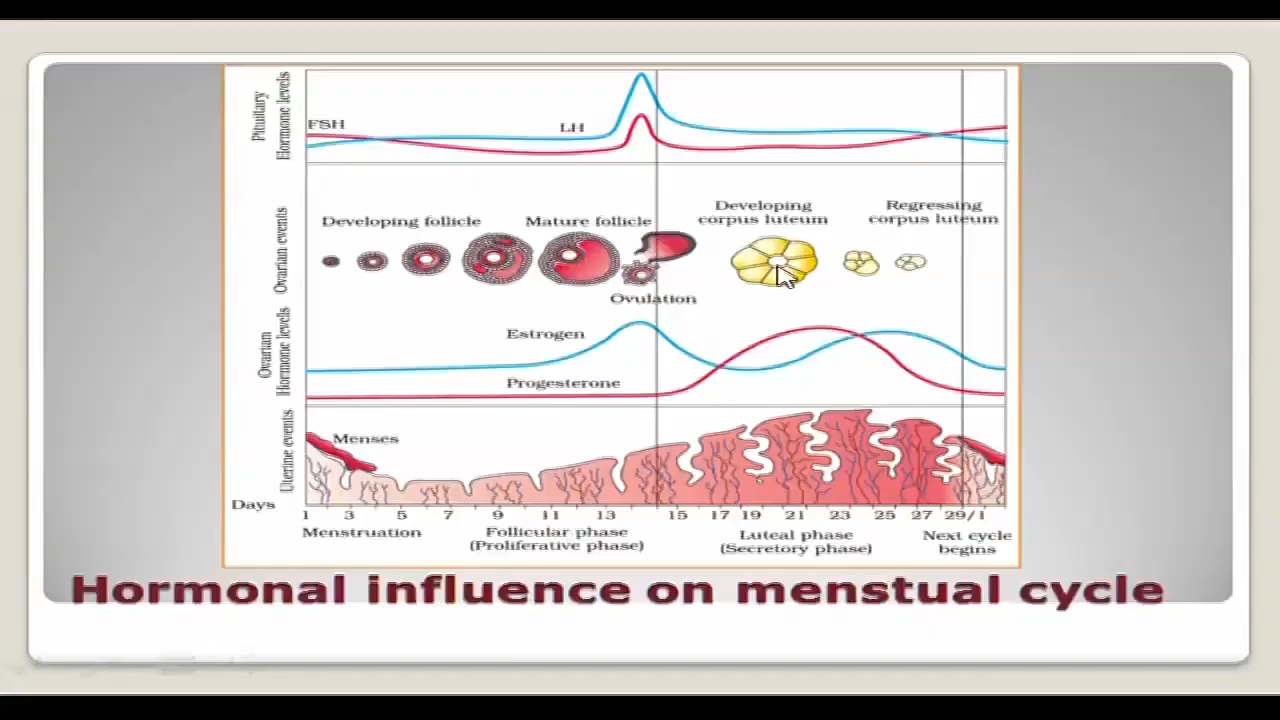 Pituitary
Hormone levels
FSH
LH
Ovarian events
Developing follicle
Mature follicle
Developing
corpus luteum
Regressing
corpus luteum
Ovulation
Ovarian
Hormone levels
Estrogen
Progesterone
Uterine events
Menses
Days
1 3 5 7 9 11 13 15 17 19 21 23 25 27 29/1
Menstruation
Follicular phase
(Proliferative phase)
Luteal phase
(Secretory phase)
Next cycle
begins
Hormonal influence on menstual cycle